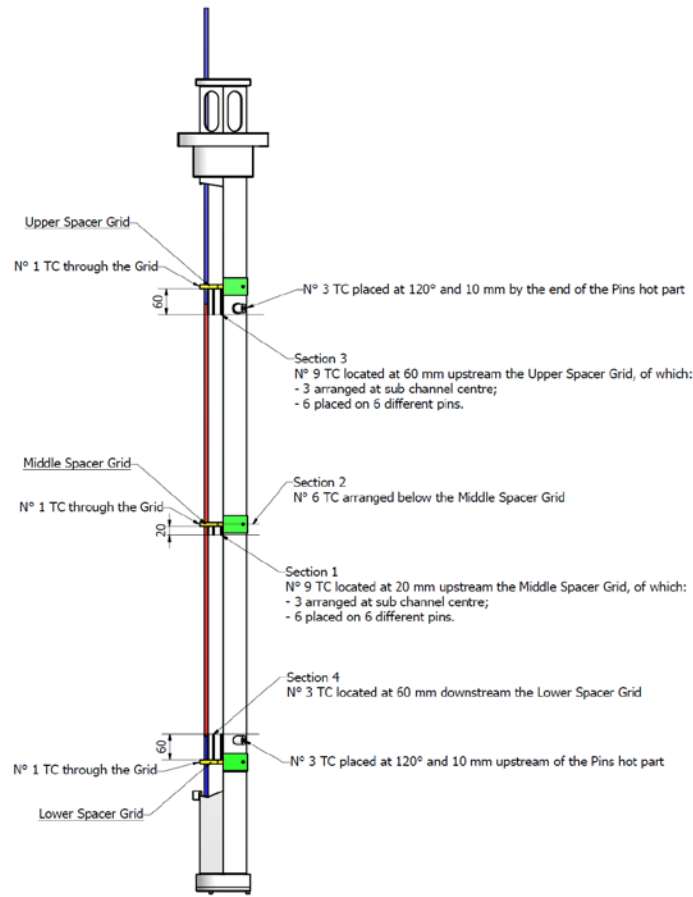 Upper Spacer Grid
N° 1 TC through the Grid
60
N° 3 TC placed at 120° and 10 mm by the end of the Pins hot part
Section 3
N° 9 TC located at 60 mm upstream the Upper Spacer Grid, of which:
- 3 arranged at sub channel centre;
- 6 placed on 6 different pins.
Middle Spacer Grid
N° 1 TC through the Grid
20
Section 2
N° 6 TC arranged below the Middle Spacer Grid
Section 1
N° 9 TC located at 20 mm upstream the Middle Spacer Grid, of which:
- 3 arranged at sub channel centre;
- 6 placed on 6 different pins.
Section 4
N° 3 TC located at 60 mm downstream the Lower Spacer Grid
60
N° 1 TC through the Grid
N° 3 TC placed at 120° and 10 mm upstream of the Pins hot part
Lower Spacer Grid